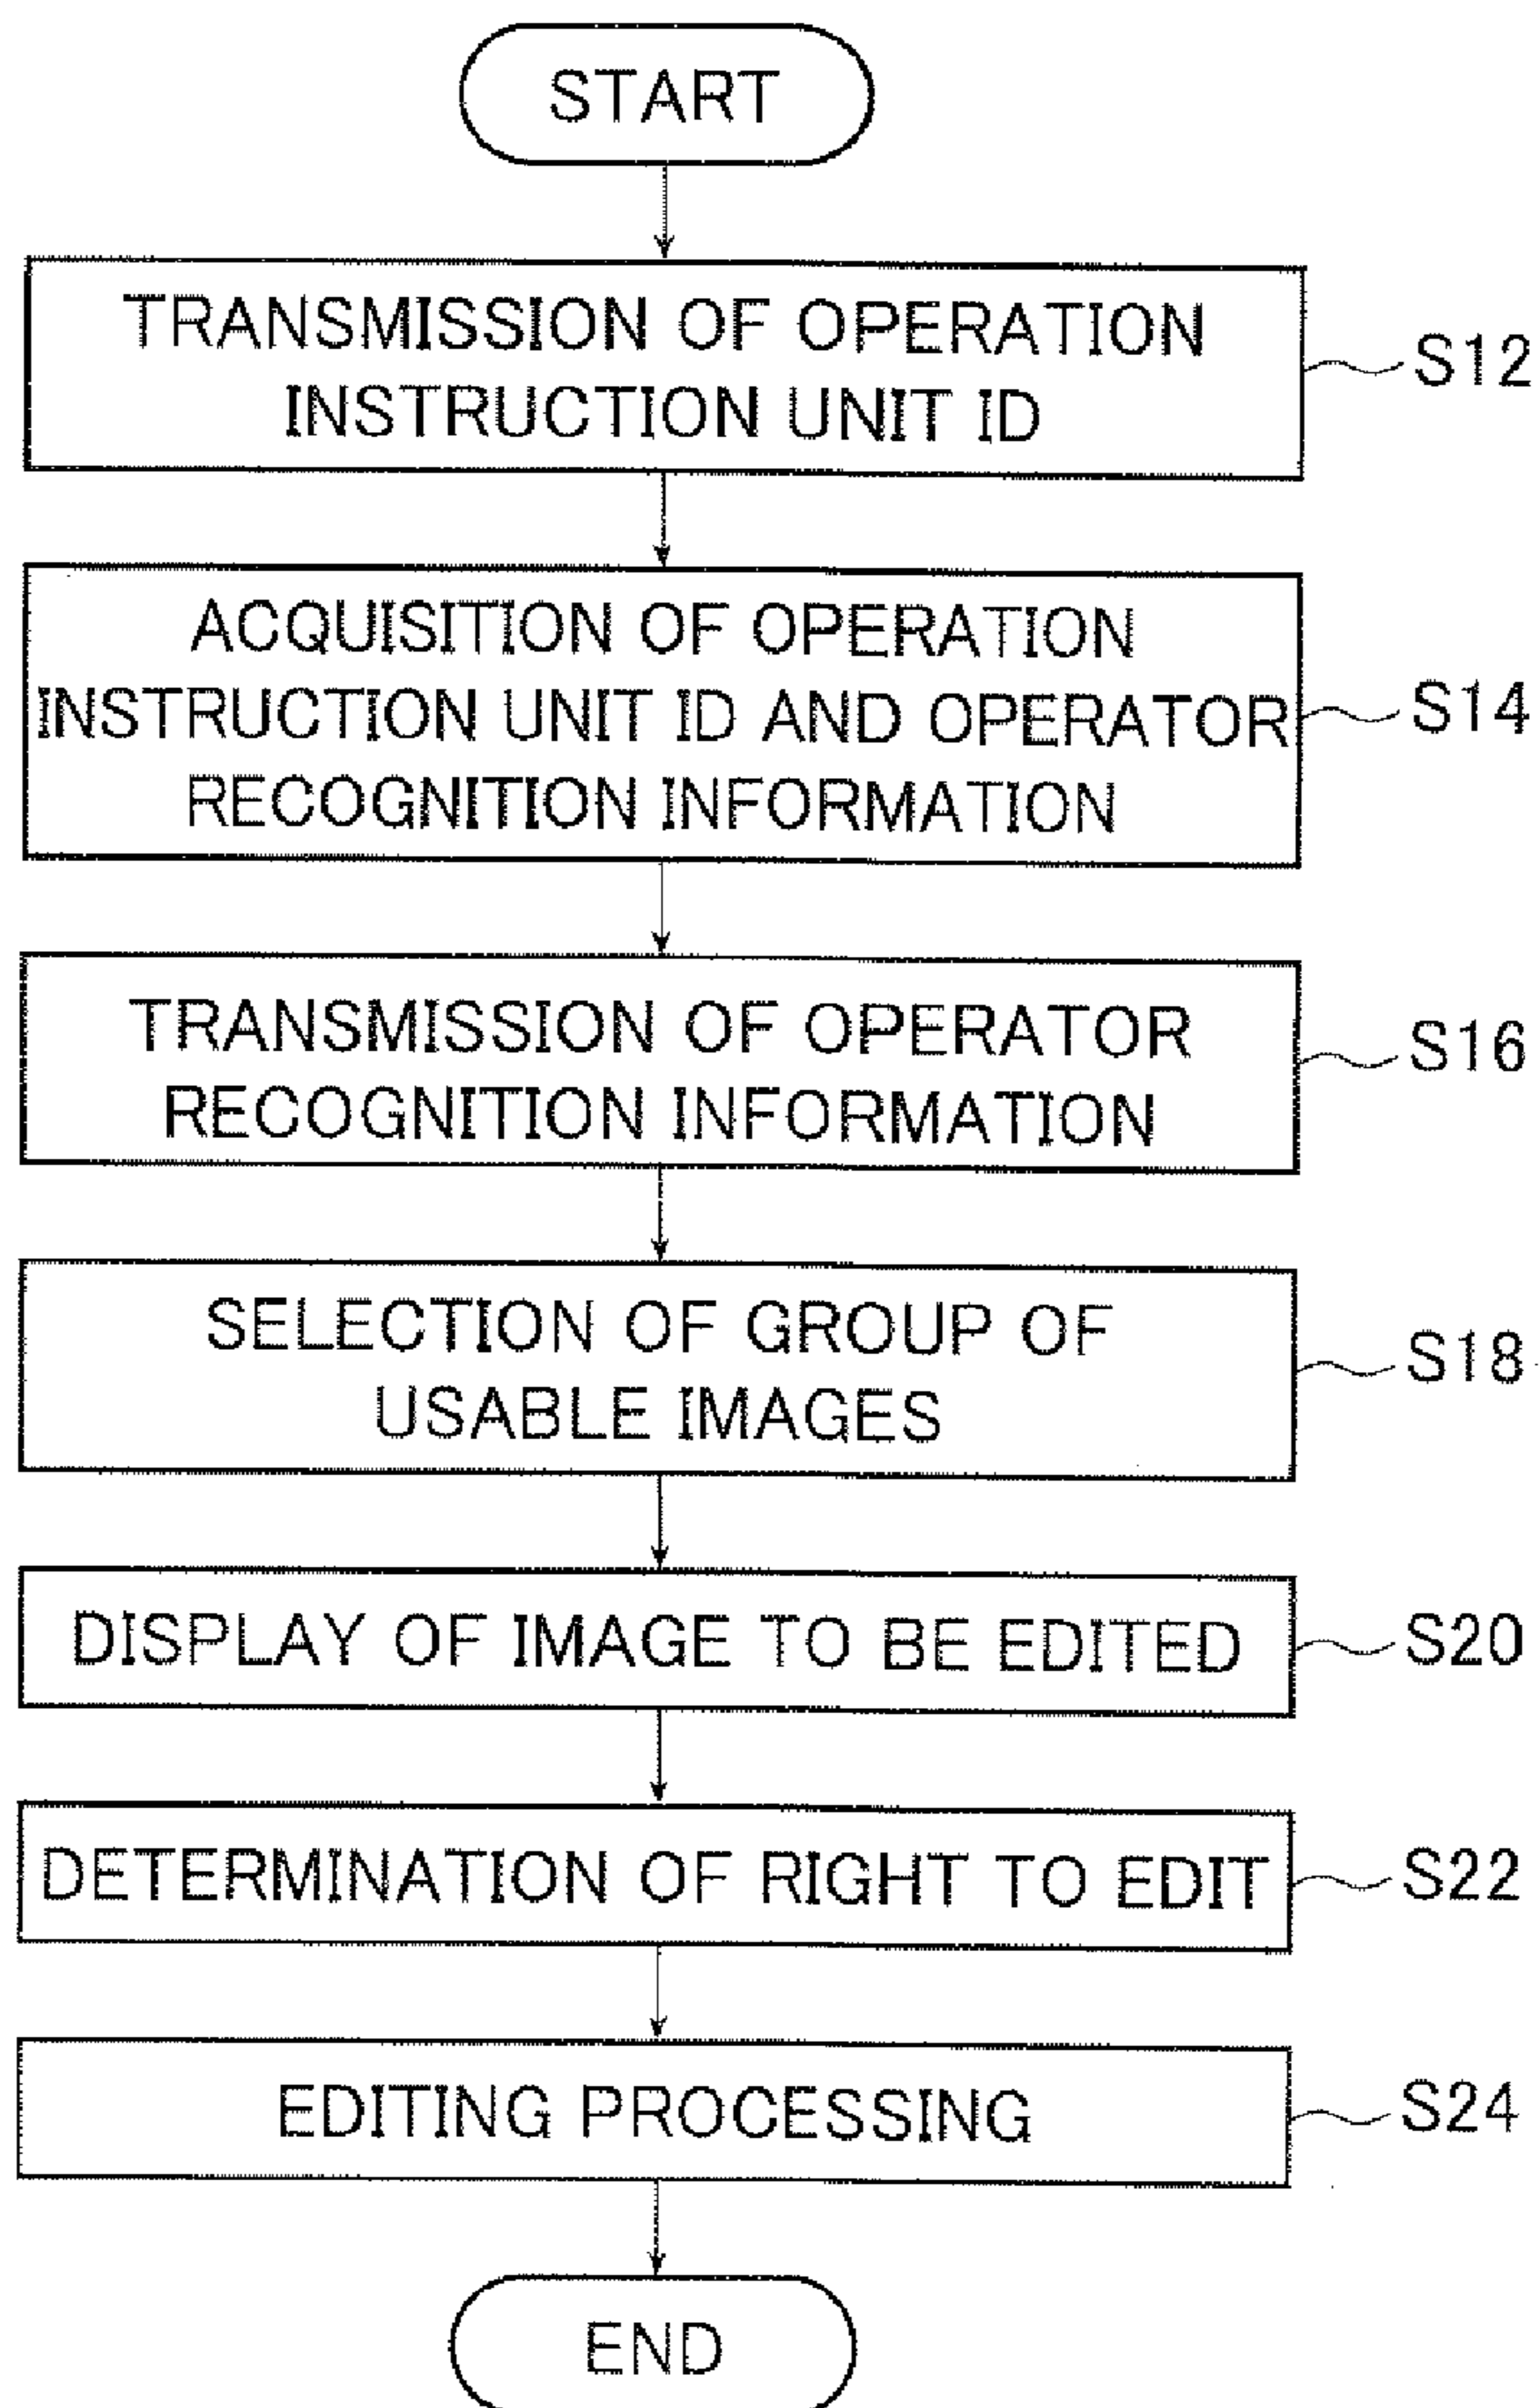 START
TRANSMISSION OF OPERATION
INSTRUCTION UNIT ID
S12
ACQUISITION OF OPERATION
INSTRUCTION UNIT ID AND OPERATOR
RECOGNITION INFORMATION
S14
TRANSMISSION OF OPERATOR
RECOGNITION INFORMATION
S16
SELECTION OF GROUP OF
USABLE IMAGES
S18
DISPLAY OF IMAGE TO BE EDITED
S20
DETERMINATION OF RIGHT TO EDIT
S22
EDITING PROCESSING
S24
END